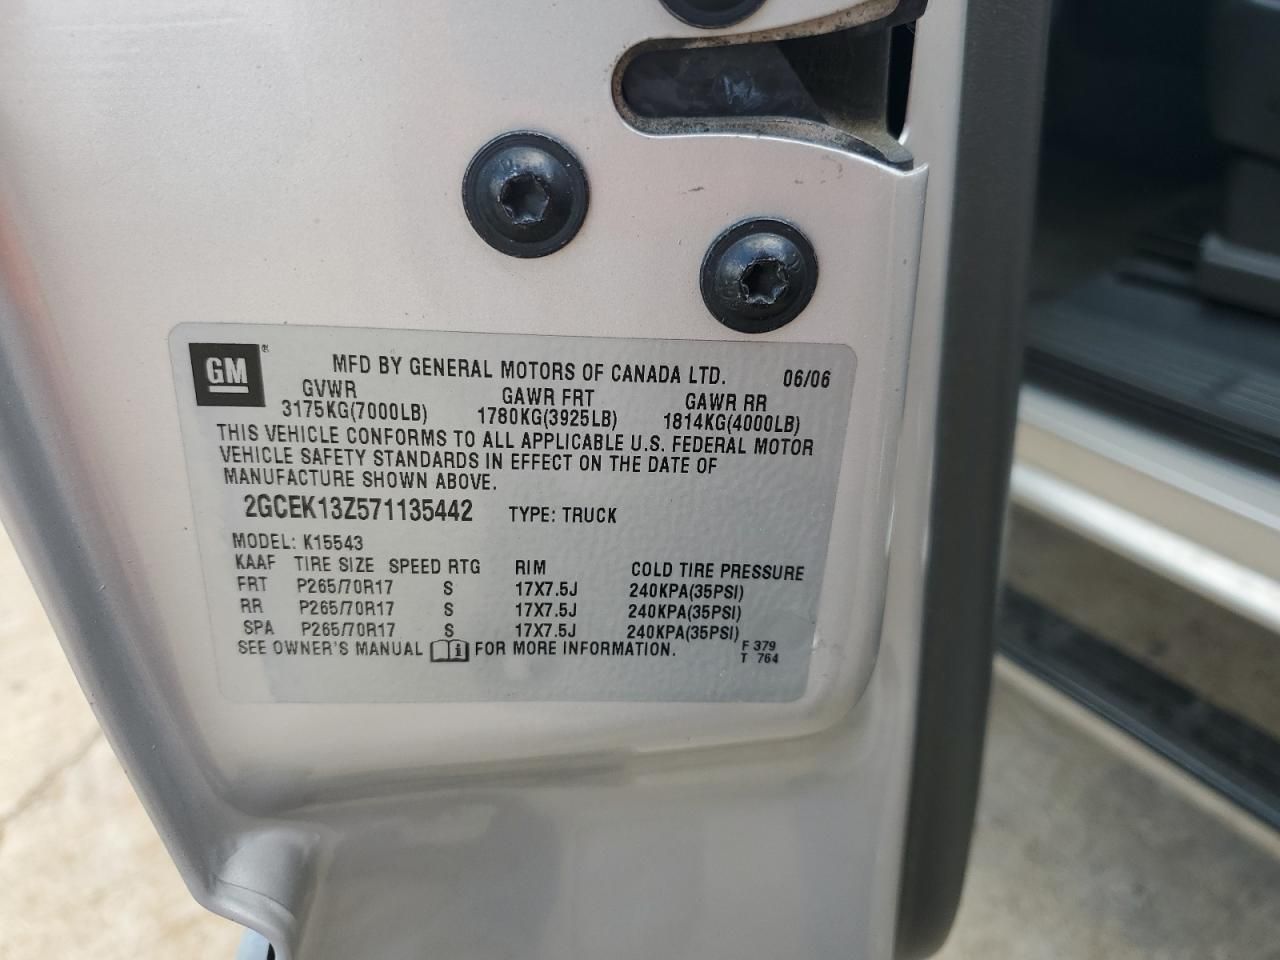 GM® MFD BY GENERAL MOTORS OF CANADA LTD. 06/06
GVWR GAWR FRT GAWR RR
3175KG(7000LB) 1780KG(3925LB) 1814KG(4000LB)
THIS VEHICLE CONFORMS TO ALL APPLICABLE U.S. FEDERAL MOTOR
VEHICLE SAFETY STANDARDS IN EFFECT ON THE DATE OF
MANUFACTURE SHOWN ABOVE.
2GCEK13Z571135442 TYPE: TRUCK
MODEL: K15543
KAAF TIRE SIZE SPEED RTG RIM COLD TIRE PRESSURE
FRT P265/70R17 S 17X7.5J 240KPA(35PSI)
RR P265/70R17 S 17X7.5J 240KPA(35PSI)
SPA P265/70R17 S 17X7.5J 240KPA(35PSI)
SEE OWNER'S MANUAL i FOR MORE INFORMATION. F 379
T 764